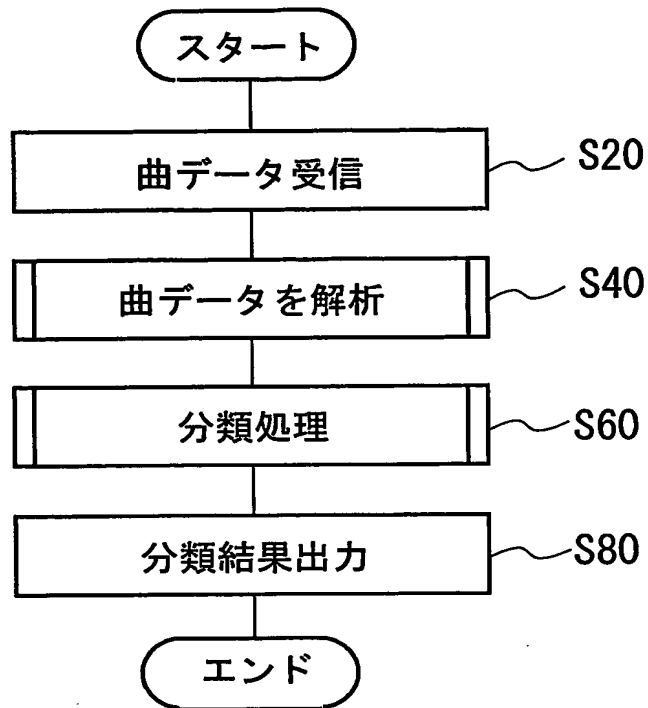 スタート
曲データ受信
S20
曲データを解析
S40
分類処理
S60
分類結果出力
S80
エンド